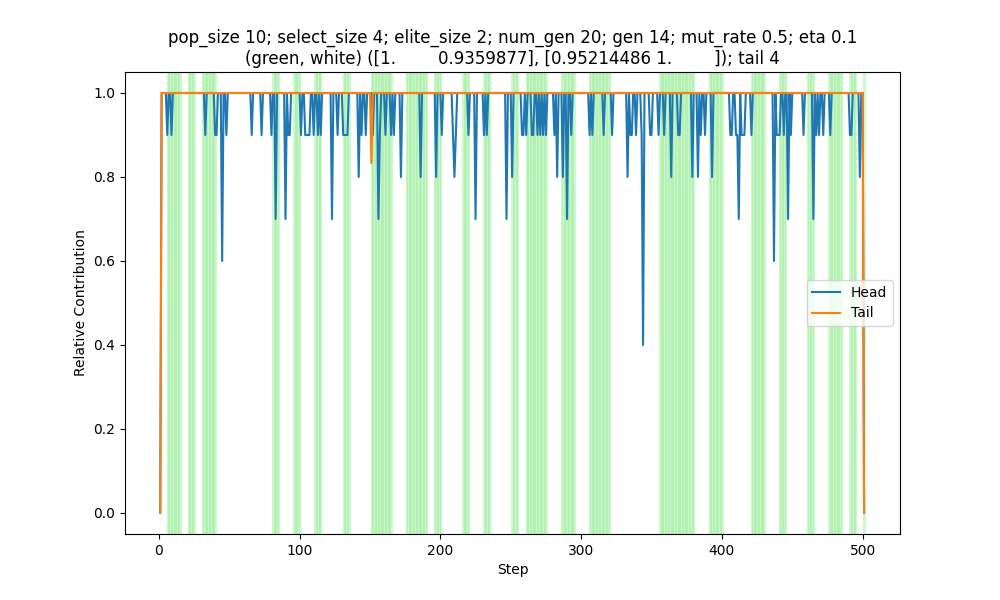 pop_size 10; select_size 4; elite_size 2; num_gen 20; gen 14; mut_rate 0.5; eta 0.1
(green, white) ([1.        0.9359877], [0.95214486 1.        ]); tail 4
1.0
0.8
0.6
0.4
0.2
0.0
Relative Contribution
Head
Tail
0 100 200 300 400 500
Step